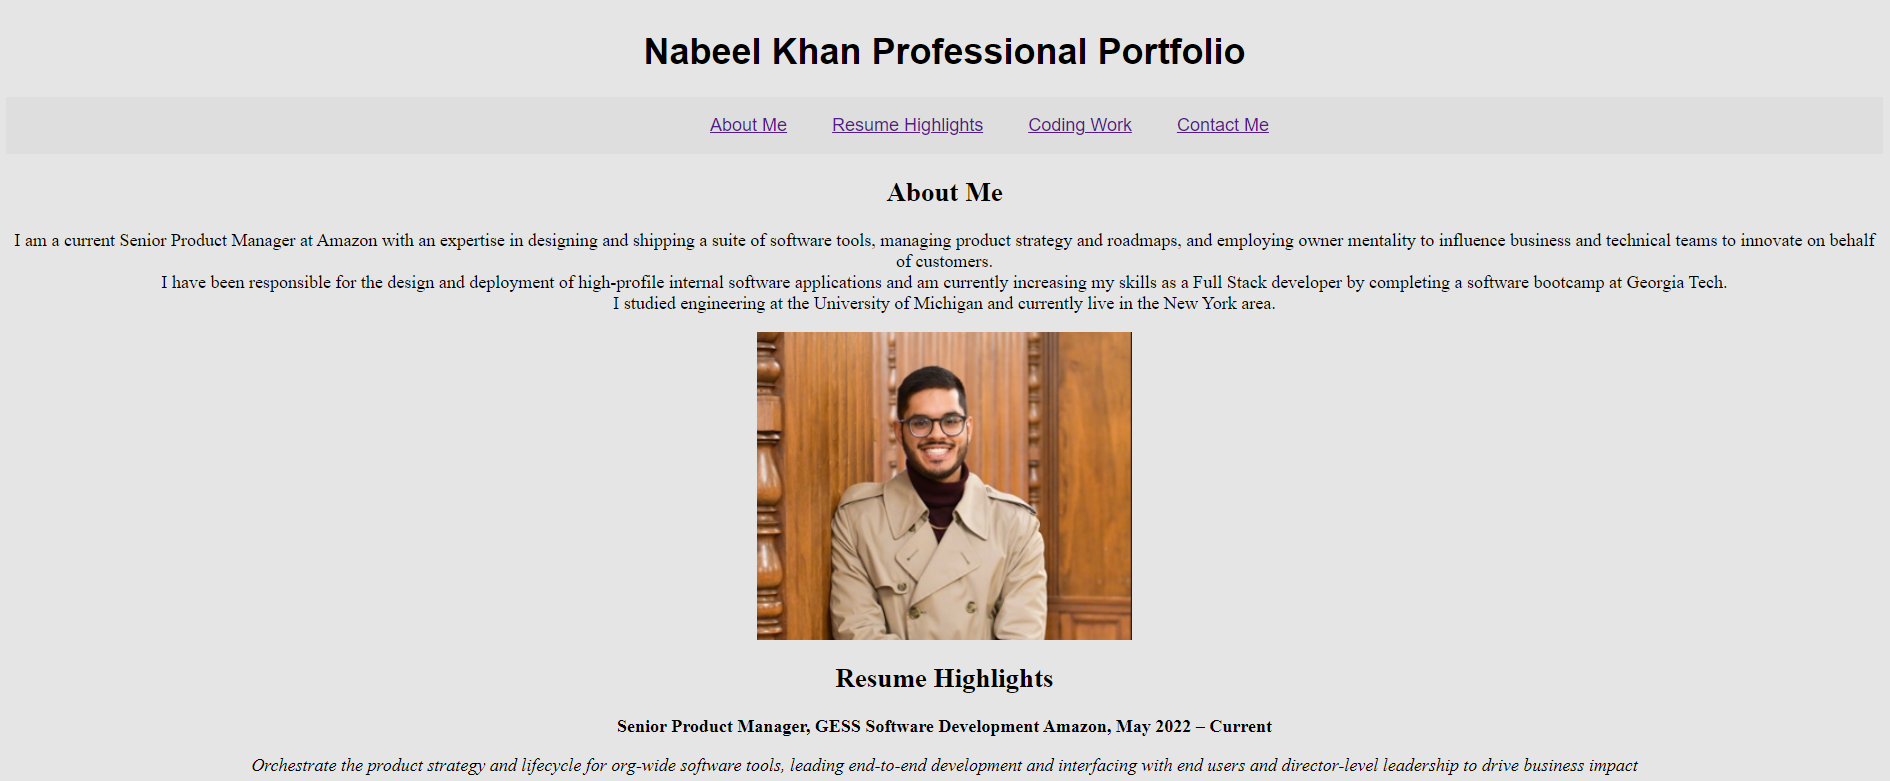 Nabeel Khan Professional Portfolio
About Me Resume Highlights Coding Work Contact Me
About Me
I am a current Senior Product Manager at Amazon with an expertise in designing and shipping a suite of software tools, managing product strategy and roadmaps, and employing owner mentality to influence business and technical teams to innovate on behalf
of customers.
I have been responsible for the design and deployment of high-profile internal software applications and am currently increasing my skills as a Full Stack developer by completing a software bootcamp at Georgia Tech.
I studied engineering at the University of Michigan and currently live in the New York area.
Resume Highlights
Senior Product Manager, GESS Software Development Amazon, May 2022 – Current
Orchestrate the product strategy and lifecycle for org-wide software tools, leading end-to-end development and interfacing with end users and director-level leadership to drive business impact